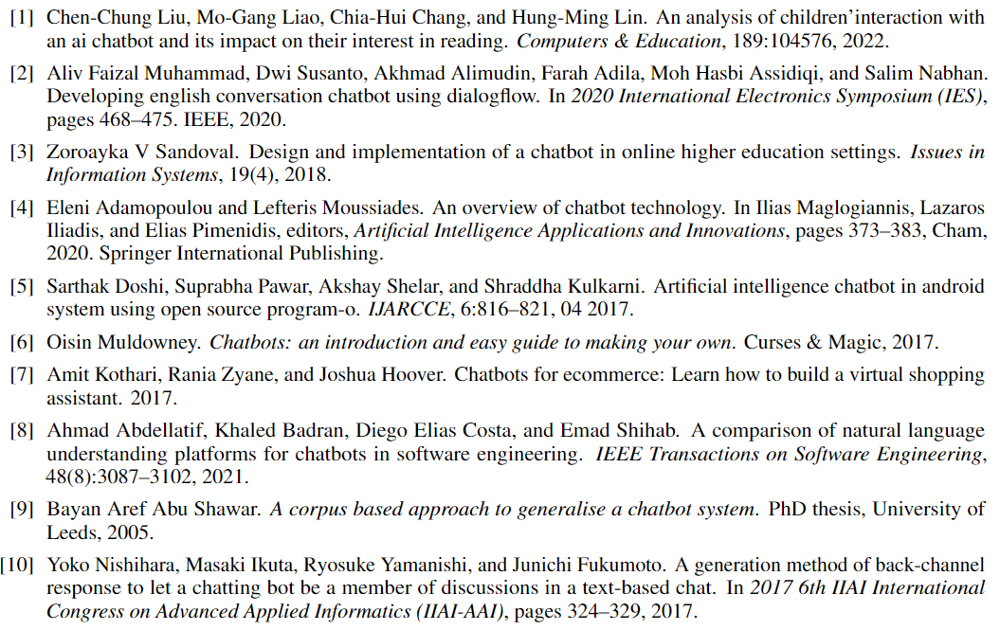 [1] Chen-Chung Liu, Mo-Gang Liao, Chia-Hui Chang, and Hung-Ming Lin. An analysis of children'interaction with
an ai chatbot and its impact on their interest in reading. Computers & Education, 189:104576, 2022.
[2] Aliv Faizal Muhammad, Dwi Susanto, Akhmad Alimudin, Farah Adila, Moh Hasbi Assidiqi, and Salim Nabhan.
Developing english conversation chatbot using dialogflow. In 2020 International Electronics Symposium (IES),
pages 468–475. IEEE, 2020.
[3] Zoroayka V Sandoval. Design and implementation of a chatbot in online higher education settings. Issues in
Information Systems, 19(4), 2018.
[4] Eleni Adamopoulou and Lefteris Moussiades. An overview of chatbot technology. In Ilias Maglogiannis, Lazaros
Iliadis, and Elias Pimenidis, editors, Artificial Intelligence Applications and Innovations, pages 373–383, Cham,
2020. Springer International Publishing.
[5] Sarthak Doshi, Suprabha Pawar, Akshay Shelar, and Shraddha Kulkarni. Artificial intelligence chatbot in android
system using open source program-o. IJARCCE, 6:816–821, 04 2017.
[6] Oisin Muldowney. Chatbots: an introduction and easy guide to making your own. Curses & Magic, 2017.
[7] Amit Kothari, Rania Zyane, and Joshua Hoover. Chatbots for ecommerce: Learn how to build a virtual shopping
assistant. 2017.
[8] Ahmad Abdellatif, Khaled Badran, Diego Elias Costa, and Emad Shihab. A comparison of natural language
understanding platforms for chatbots in software engineering. IEEE Transactions on Software Engineering,
48(8):3087–3102, 2021.
[9] Bayan Aref Abu Shawar. A corpus based approach to generalise a chatbot system. PhD thesis, University of
Leeds, 2005.
[10] Yoko Nishihara, Masaki Ikuta, Ryosuke Yamanishi, and Junichi Fukumoto. A generation method of back-channel
response to let a chatting bot be a member of discussions in a text-based chat. In 2017 6th IIAI International
Congress on Advanced Applied Informatics (IIAI-AAI), pages 324–329, 2017.